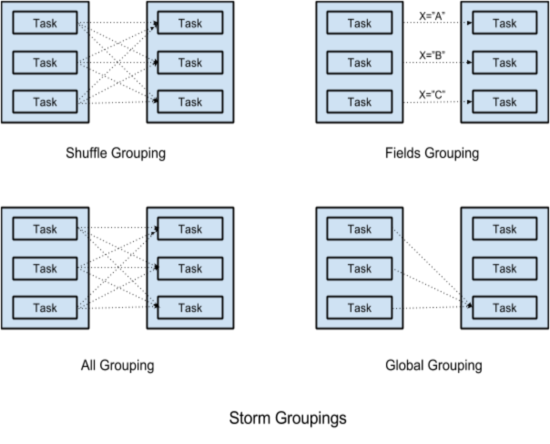 Task Task Task X="A" Task
Task Task Task X="B" Task
Task Task Task X="C" Task
Shuffle Grouping Fields Grouping
Task Task Task Task
Task Task Task Task
Task Task Task Task
All Grouping Global Grouping
Storm Groupings